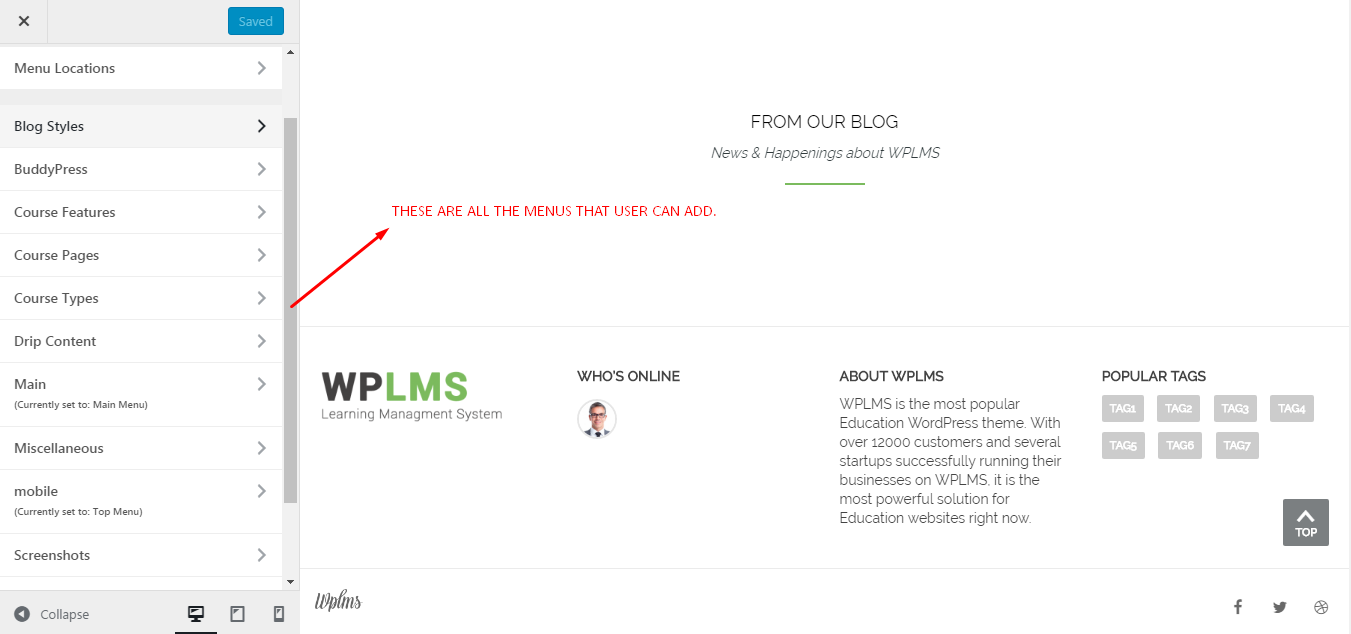 Saved
Menu Locations
Blog Styles
BuddyPress
Course Features
Course Pages
Course Types
Drip Content
Main
(Currently set to: Main Menu)
Miscellaneous
mobile
(Currently set to: Top Menu)
Screenshots
Collapse
FROM OUR BLOG
News & Happenings about WPLMS
THESE ARE ALL THE MENUS THAT USER CAN ADD.
WPLMS
Learning Managment System
WHO'S ONLINE
ABOUT WPLMS
WPLMS is the most popular
Education WordPress theme. With
over 12000 customers and several
startups successfully running their
businesses on WPLMS, it is the
most powerful solution for
Education websites right now.
POPULAR TAGS
TAG1 TAG2 TAG3 TAG4
TAG5 TAG6 TAG7
TOP
Wplms